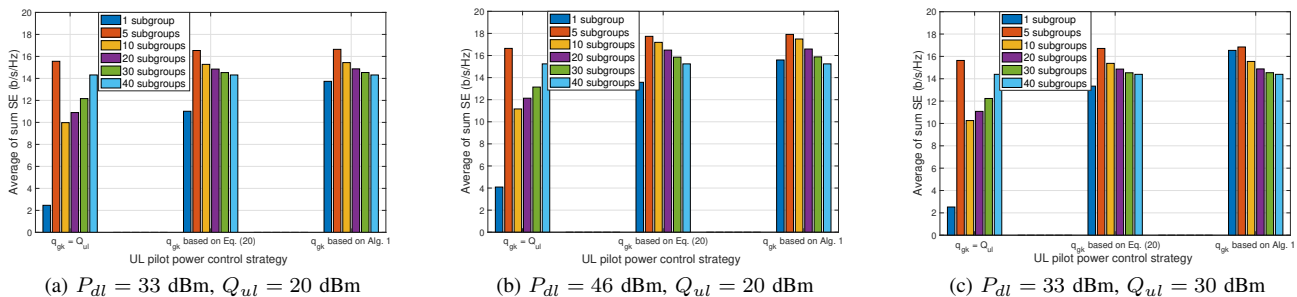 Average of sum SE (b/s/Hz)
20
18
16
14
12
10
8
6
4
2
0
1 subgroup
5 subgroups
10 subgroups
20 subgroups
30 subgroups
40 subgroups
q_gk = Q_ul
q_gk based on Eq. (20)
q_gk based on Alg. 1
UL pilot power control strategy
(a) P_dl = 33 dBm, Q_ul = 20 dBm
Average of sum SE (b/s/Hz)
20
18
16
14
12
10
8
6
4
2
0
1 subgroup
5 subgroups
10 subgroups
20 subgroups
30 subgroups
40 subgroups
q_gk = Q_ul
q_gk based on Eq. (20)
q_gk based on Alg. 1
UL pilot power control strategy
(b) P_dl = 46 dBm, Q_ul = 20 dBm
Average of sum SE (b/s/Hz)
20
18
16
14
12
10
8
6
4
2
0
1 subgroup
5 subgroups
10 subgroups
20 subgroups
30 subgroups
40 subgroups
q_gk = Q_ul
q_gk based on Eq. (20)
q_gk based on Alg. 1
UL pilot power control strategy
(c) P_dl = 33 dBm, Q_ul = 30 dBm